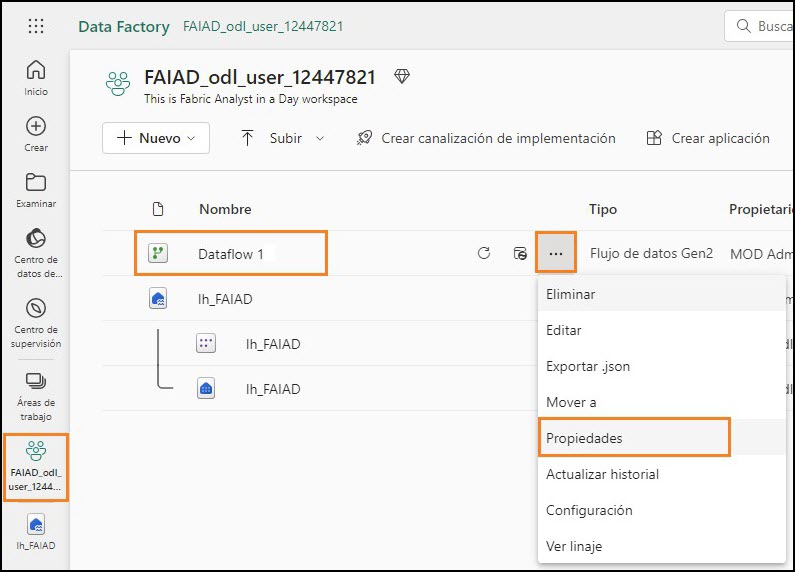 Data Factory FAIAD_odl_user_12447821
Busca
Inicio
Crear
Examinar
Centro de
datos de...
Centro de
supervisión
Áreas de
trabajo
FAIAD_odl_
user_1244...
lh_FAIAD
FAIAD_odl_user_12447821
This is Fabric Analyst in a Day workspace
Nuevo Subir Crear canalización de implementación Crear aplicación
Nombre Tipo Propietari
Dataflow 1 ... Flujo de datos Gen2 MOD Adm
lh_FAIAD
lh_FAIAD
lh_FAIAD
Eliminar
Editar
Exportar .json
Mover a
Propiedades
Actualizar historial
Configuración
Ver linaje